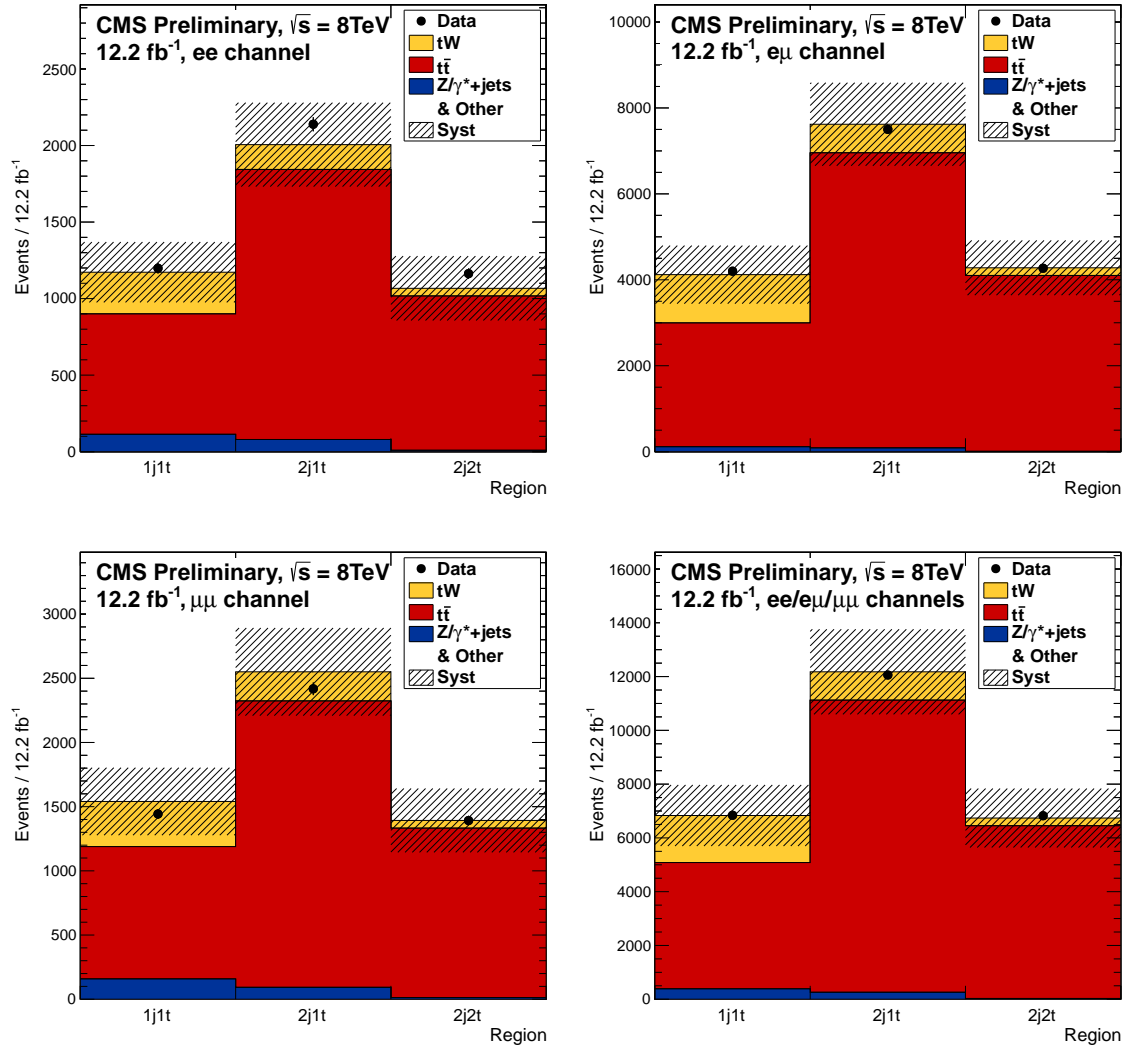 CMS Preliminary, √s = 8TeV
12.2 fb⁻¹, ee channel
Data
tW
tt̄
Z/γ*+jets
& Other
Syst
Events / 12.2 fb⁻¹
2500
2000
1500
1000
500
0
1j1t 2j1t 2j2t
Region
CMS Preliminary, √s = 8TeV
12.2 fb⁻¹, eμ channel
Data
tW
tt̄
Z/γ*+jets
& Other
Syst
Events / 12.2 fb⁻¹
10000
8000
6000
4000
2000
0
1j1t 2j1t 2j2t
Region
CMS Preliminary, √s = 8TeV
12.2 fb⁻¹, μμ channel
Data
tW
tt̄
Z/γ*+jets
& Other
Syst
Events / 12.2 fb⁻¹
3000
2500
2000
1500
1000
500
0
1j1t 2j1t 2j2t
Region
CMS Preliminary, √s = 8TeV
12.2 fb⁻¹, ee/eμ/μμ channels
Data
tW
tt̄
Z/γ*+jets
& Other
Syst
Events / 12.2 fb⁻¹
16000
14000
12000
10000
8000
6000
4000
2000
0
1j1t 2j1t 2j2t
Region